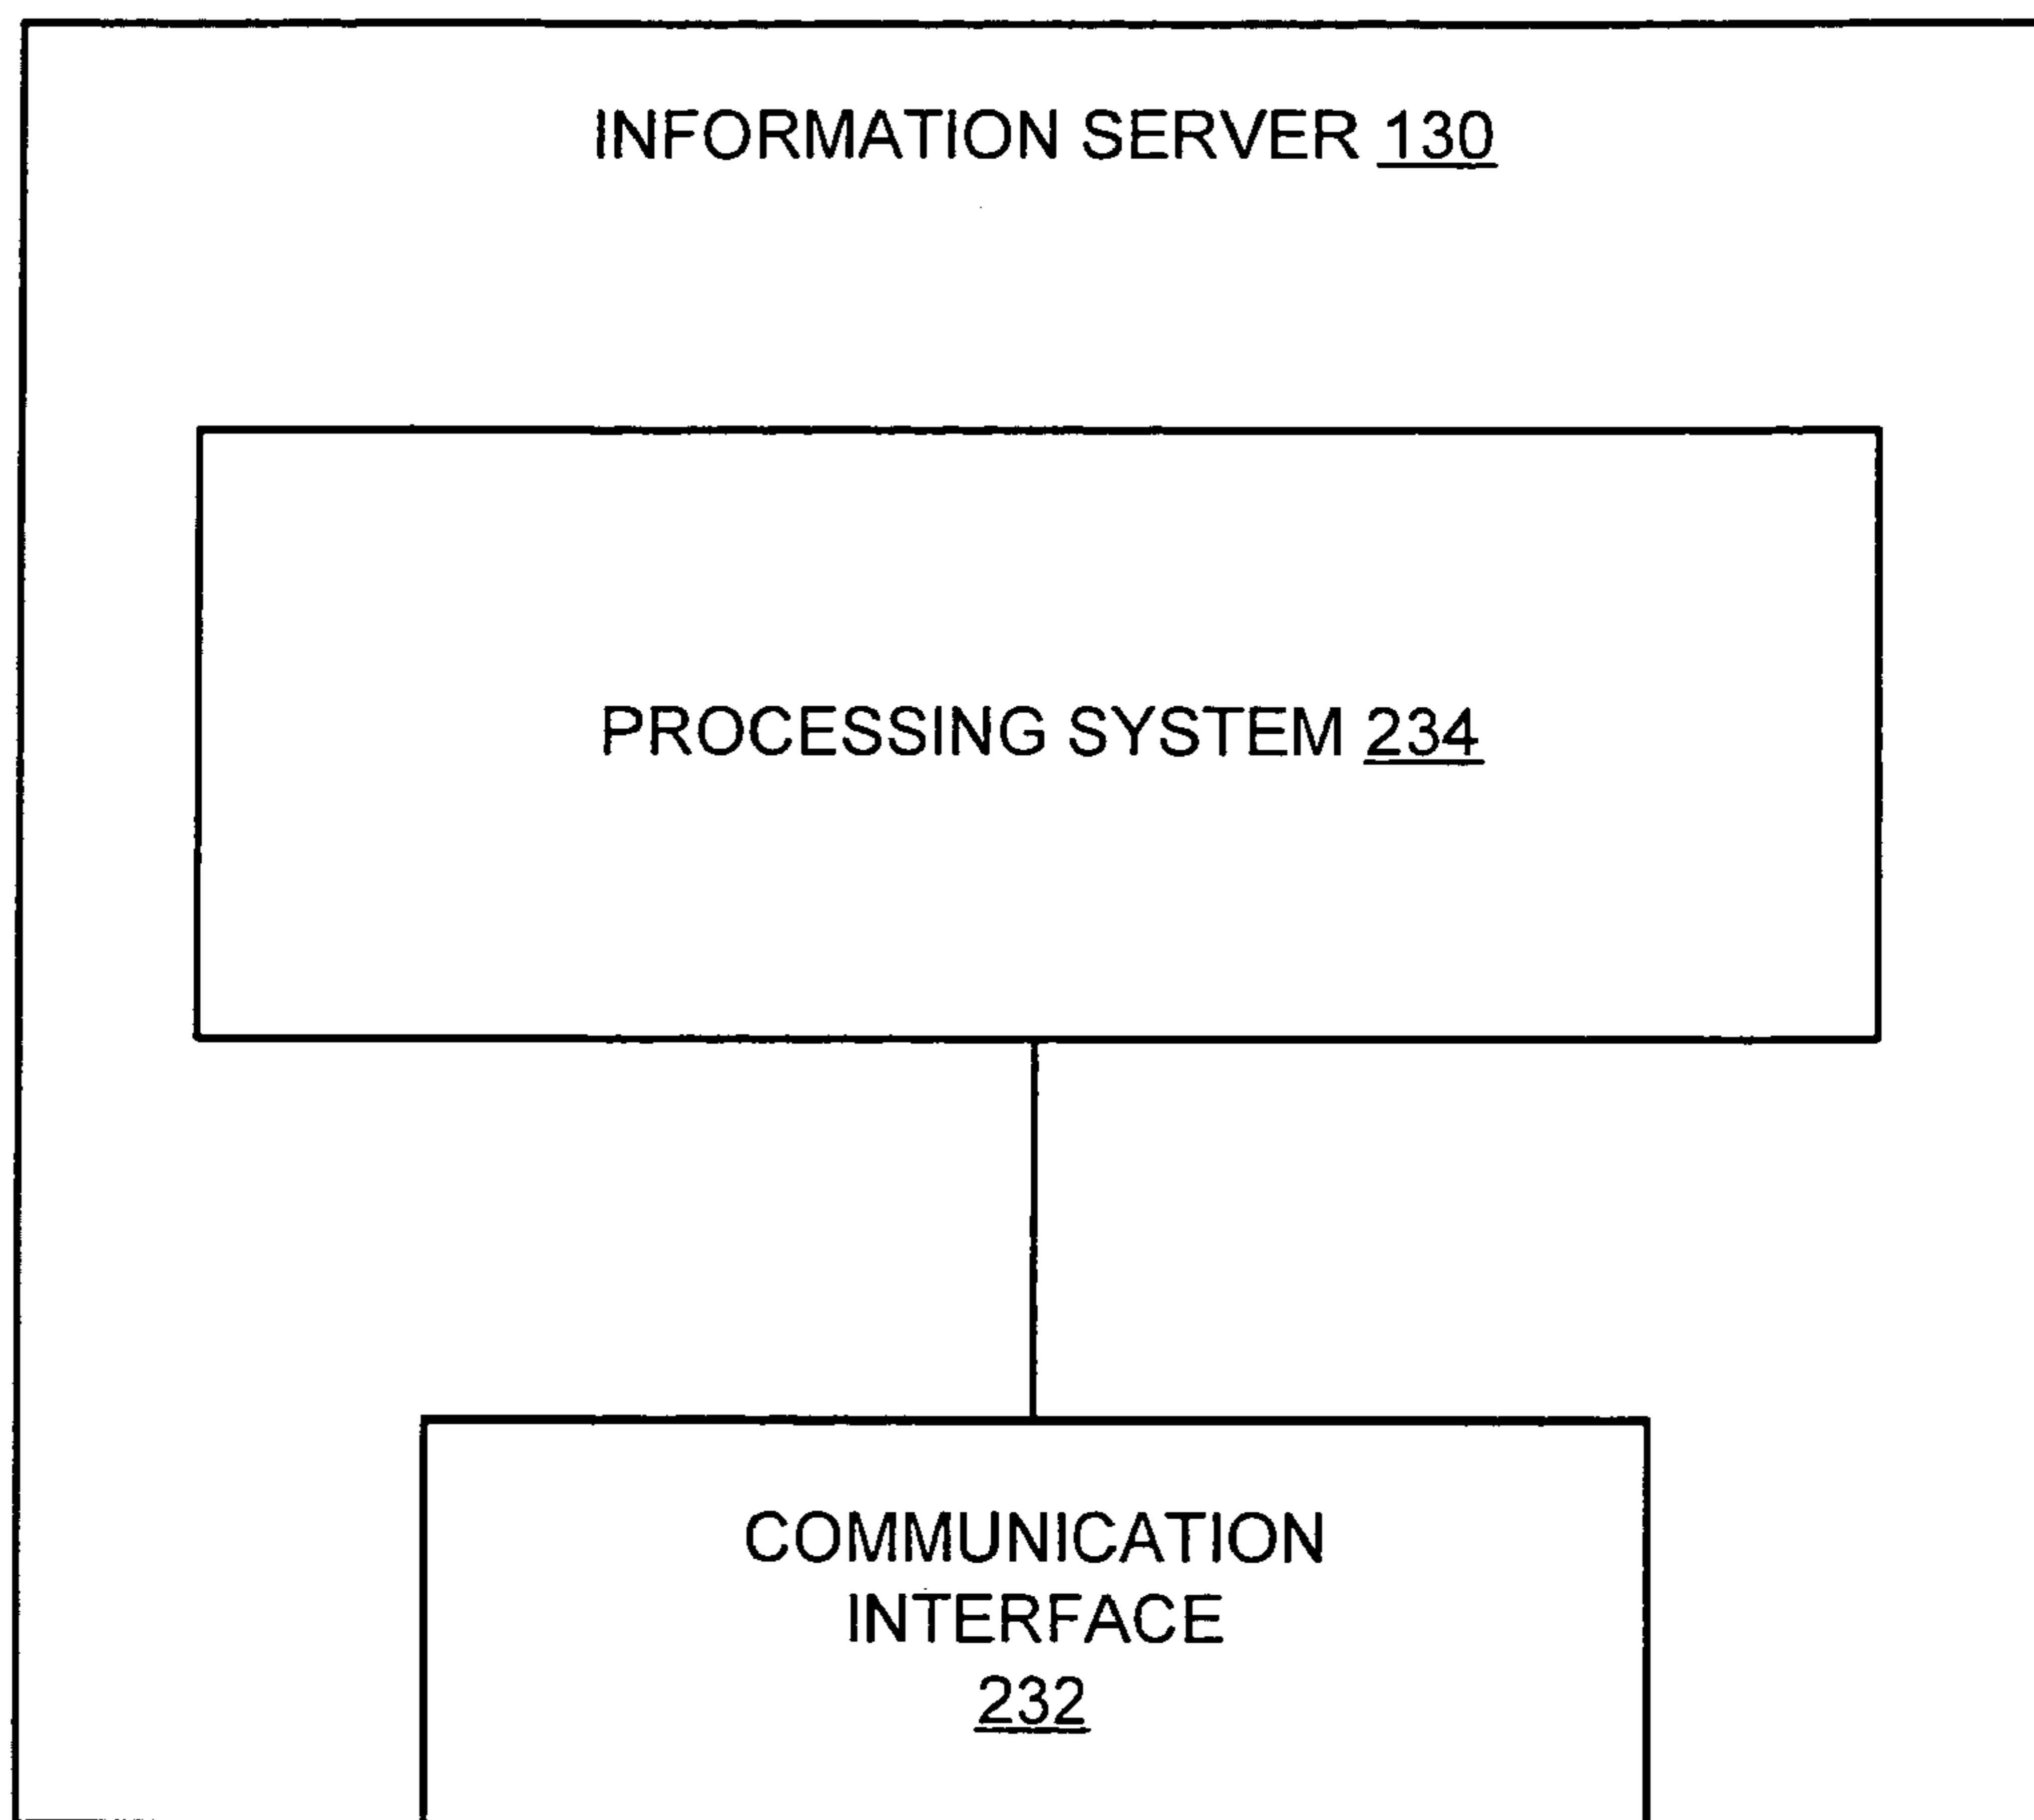 INFORMATION SERVER 130
PROCESSING SYSTEM 234
COMMUNICATION
INTERFACE
232